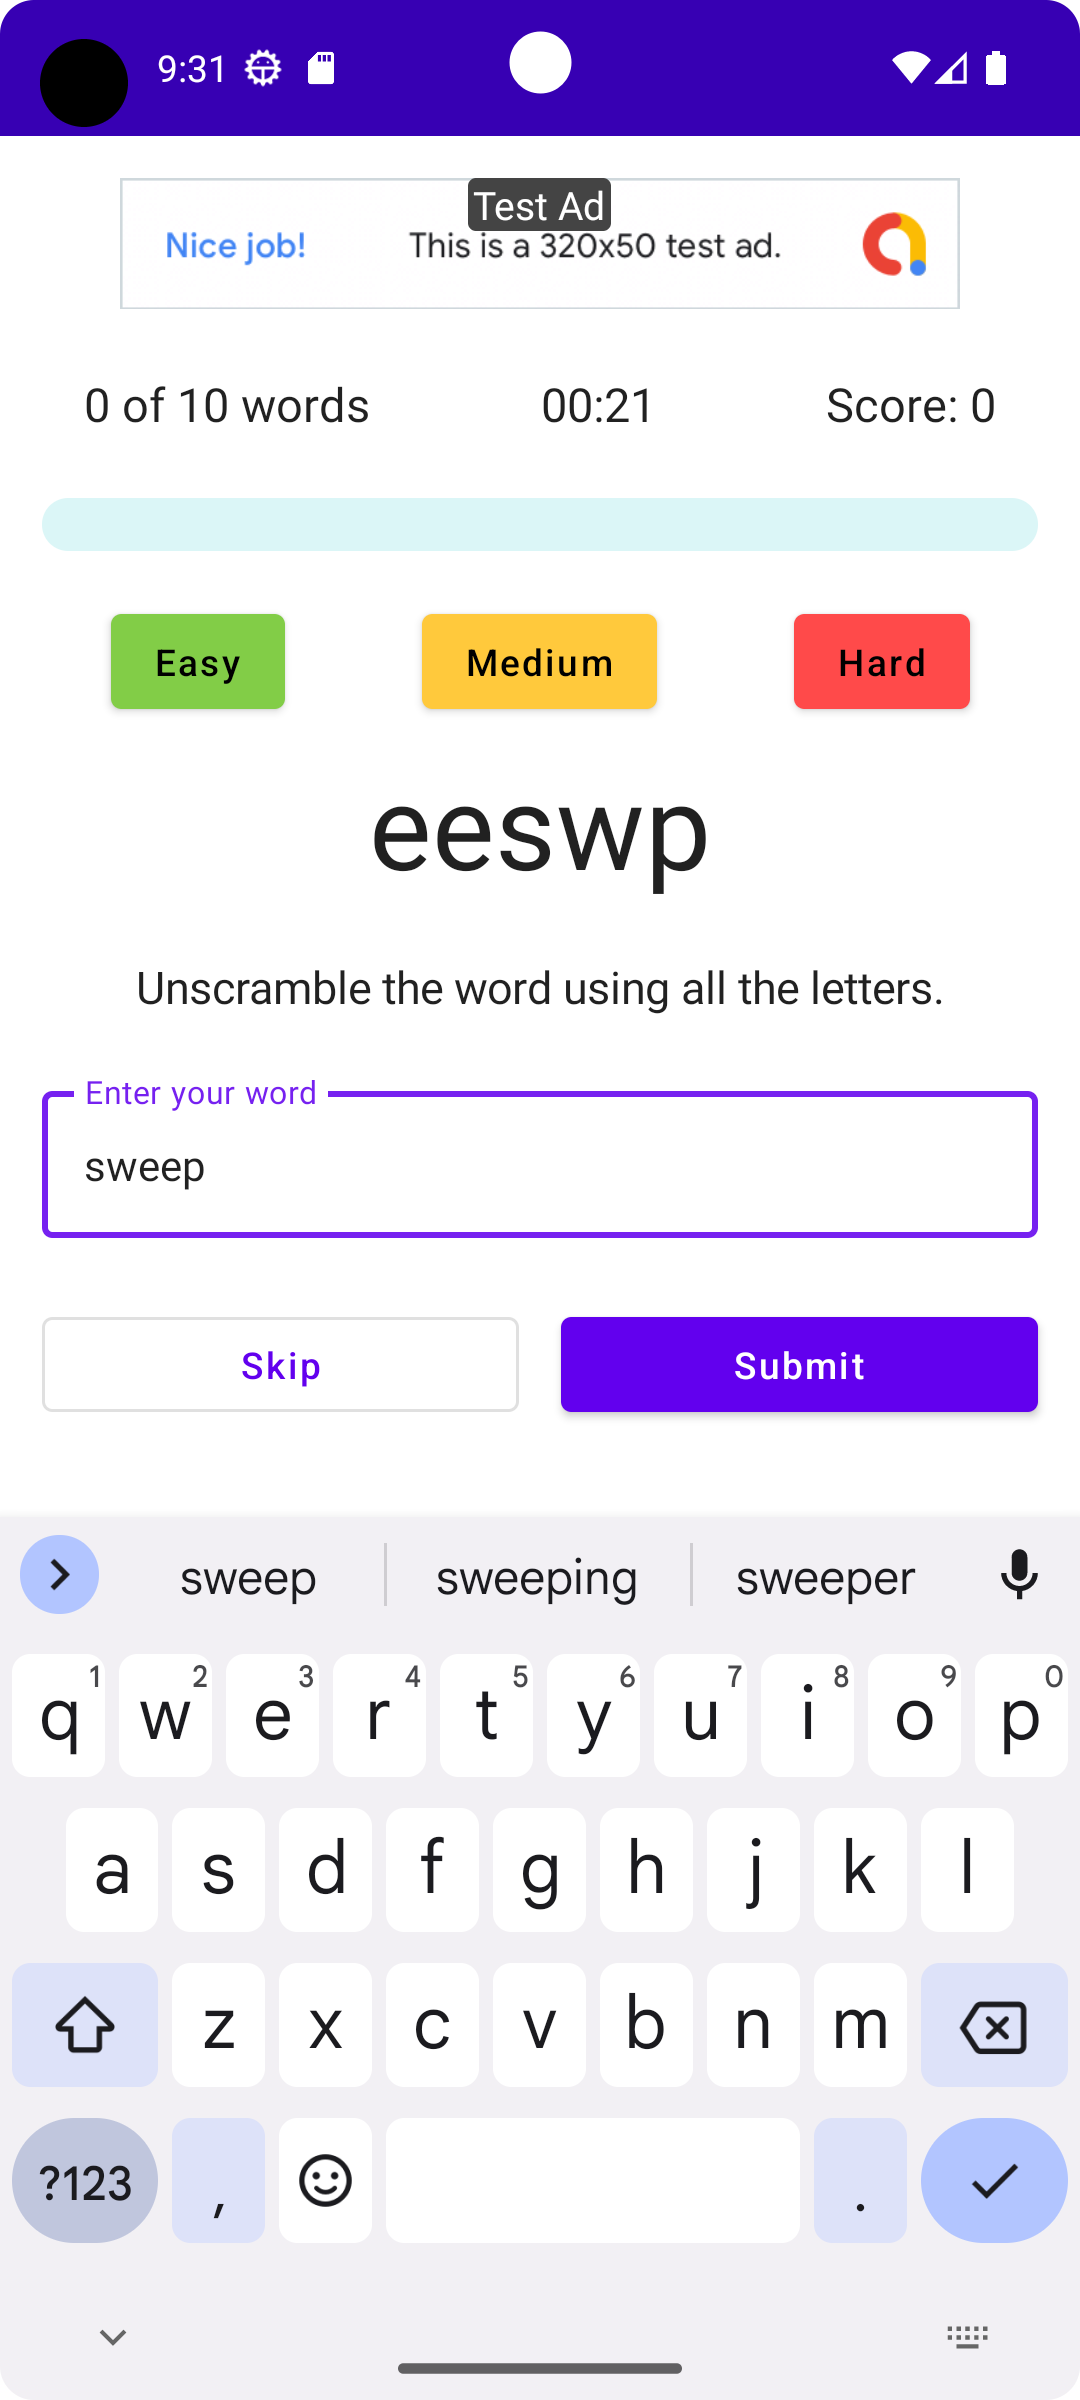 9:31
Test Ad
Nice job! This is a 320x50 test ad.
0 of 10 words 00:21 Score: 0
Easy Medium Hard
eeswp
Unscramble the word using all the letters.
Enter your word
sweep
Skip Submit
sweep sweeping sweeper
1 2 3 4 5 6 7 8 9 0
q w e r t y u i o p
a s d f g h j k l
z x c v b n m
?123 , .